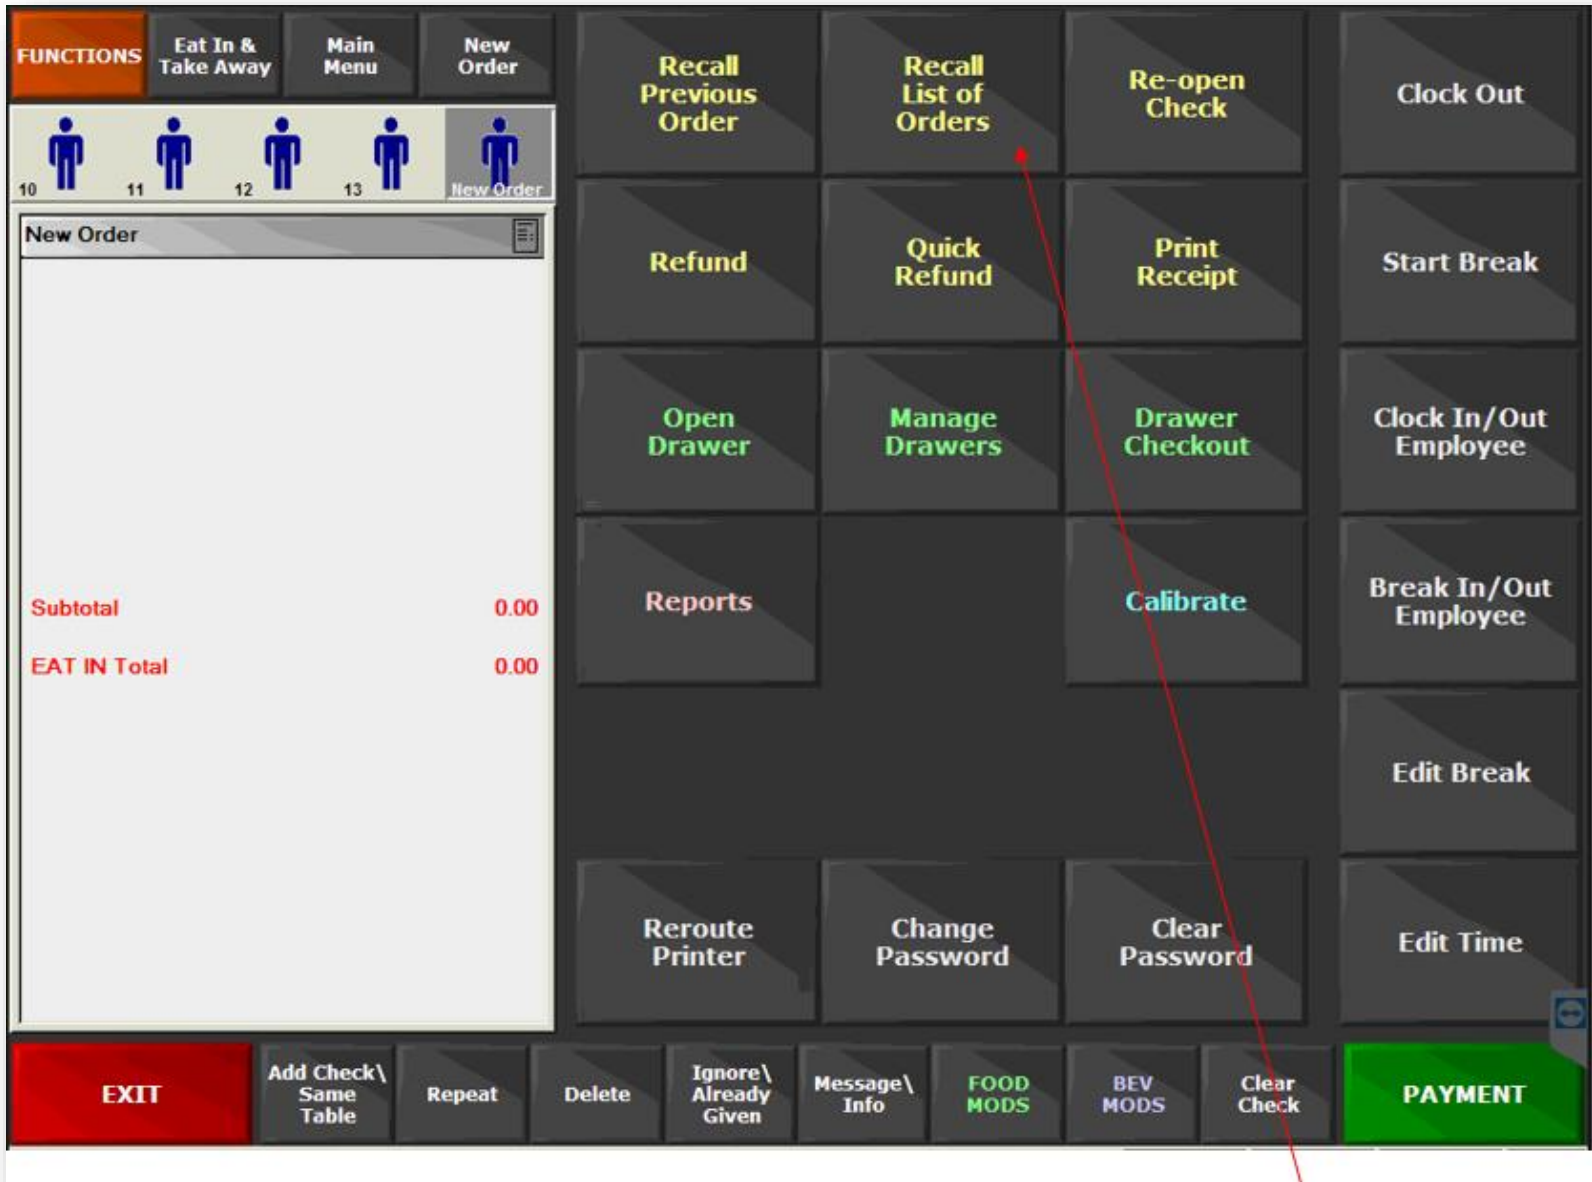 FUNCTIONS
Eat In &
Take Away
Main
Menu
New
Order
10
11
12
13
New Order
New Order
Subtotal 0.00
EAT IN Total 0.00
Recall
Previous
Order
Recall
List of
Orders
Re-open
Check
Clock Out
Refund
Quick
Refund
Print
Receipt
Start Break
Open
Drawer
Manage
Drawers
Drawer
Checkout
Clock In/Out
Employee
Reports
Calibrate
Break In/Out
Employee
Edit Break
Reroute
Printer
Change
Password
Clear
Password
Edit Time
EXIT
Add Check\
Same
Table
Repeat
Delete
Ignore\
Already
Given
Message\
Info
FOOD
MODS
BEV
MODS
Clear
Check
PAYMENT